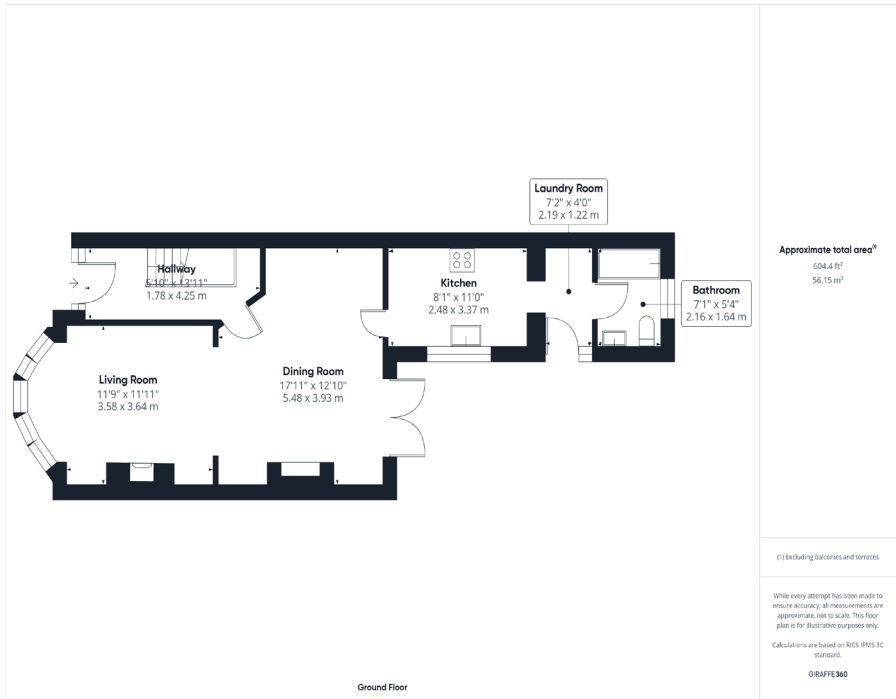 Laundry Room
7'2" x 4'0"
2.19 x 1.22 m
Hallway
5'10" x 13'11"
1.78 x 4.25 m
Kitchen
8'1" x 11'0"
2.48 x 3.37 m
Bathroom
7'1" x 5'4"
2.16 x 1.64 m
Living Room
11'9" x 11'11"
3.58 x 3.64 m
Dining Room
17'11" x 12'10"
5.48 x 3.93 m
Ground Floor
Approximate total area⁽¹⁾
604.4 ft²
56.15 m²
(1) Excluding balconies and terraces
While every attempt has been made to
ensure accuracy, all measurements are
approximate, not to scale. This floor
plan is for illustrative purposes only.
Calculations are based on RICS IPMS 3C
standard.
GIRAFFE360